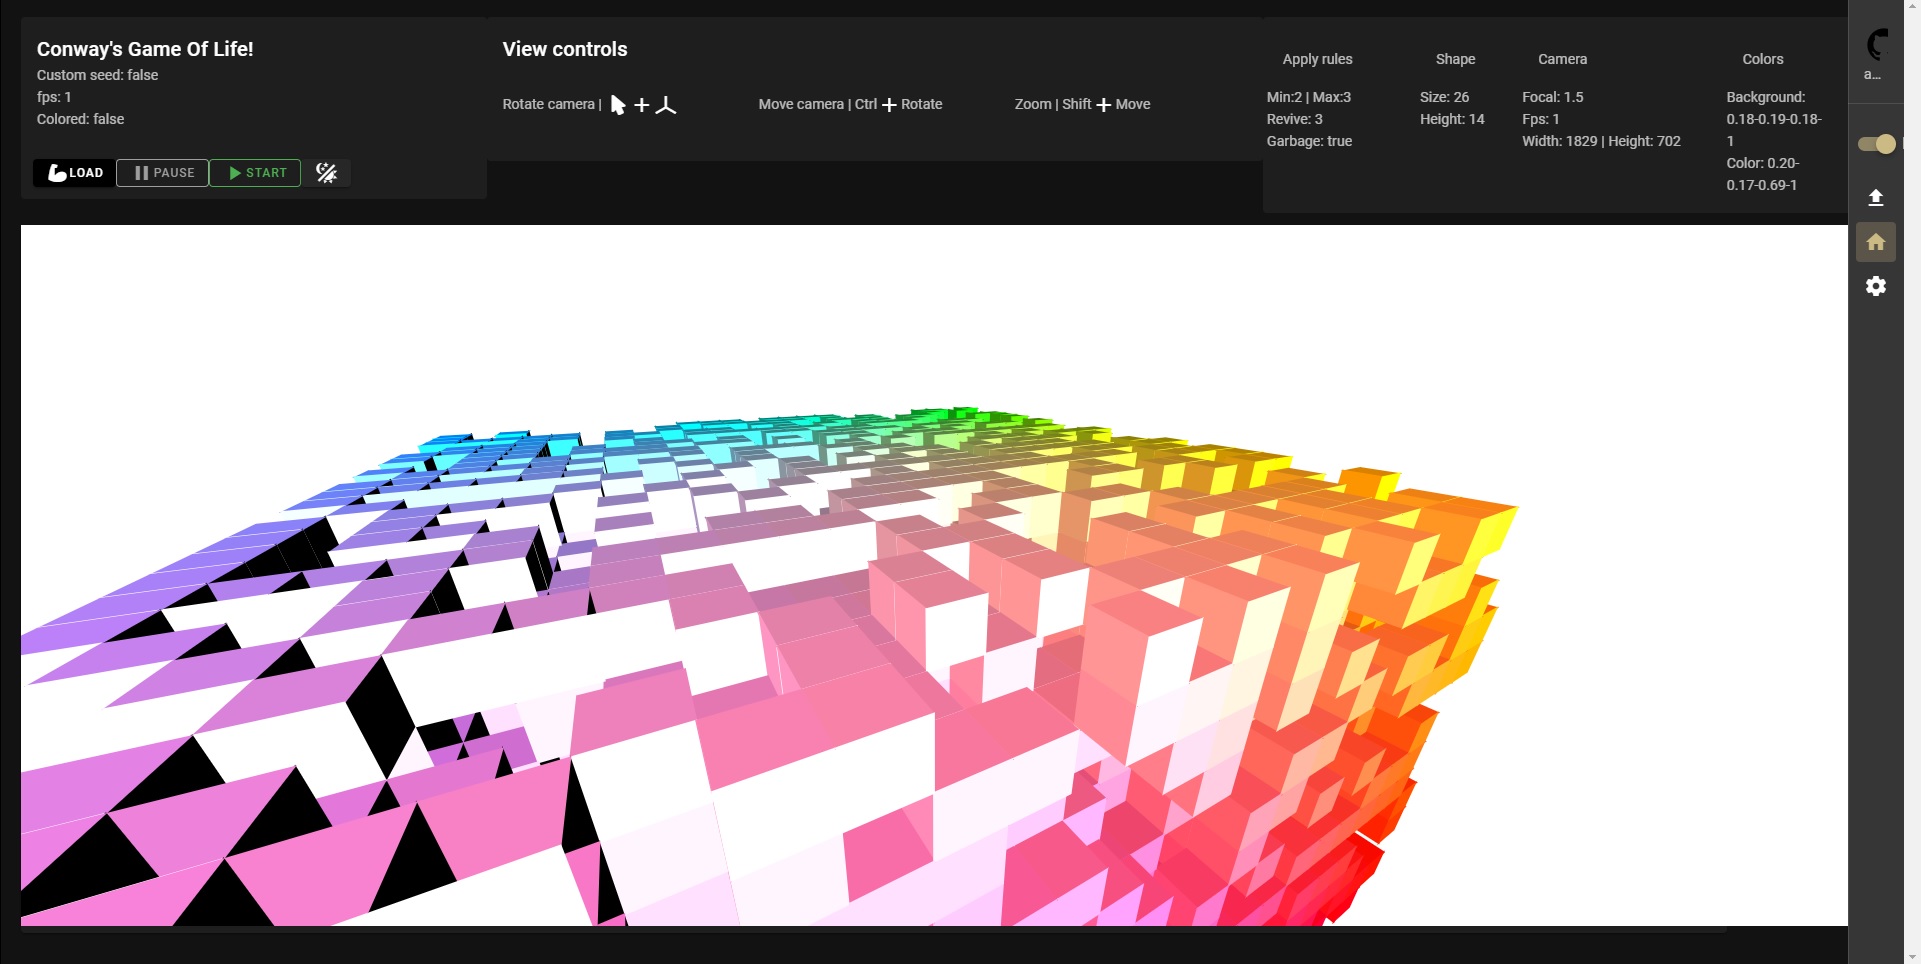 Conway's Game Of Life!
Custom seed: false
fps: 1
Colored: false
LOAD
PAUSE
START
View controls
Rotate camera |
Move camera | Ctrl + Rotate
Zoom | Shift + Move
Apply rules
Min:2 | Max:3
Revive: 3
Garbage: true
Shape
Size: 26
Height: 14
Camera
Focal: 1.5
Fps: 1
Width: 1829 | Height: 702
Colors
Background:
0.18-0.19-0.18-
1
Color: 0.20-
0.17-0.69-1
a...